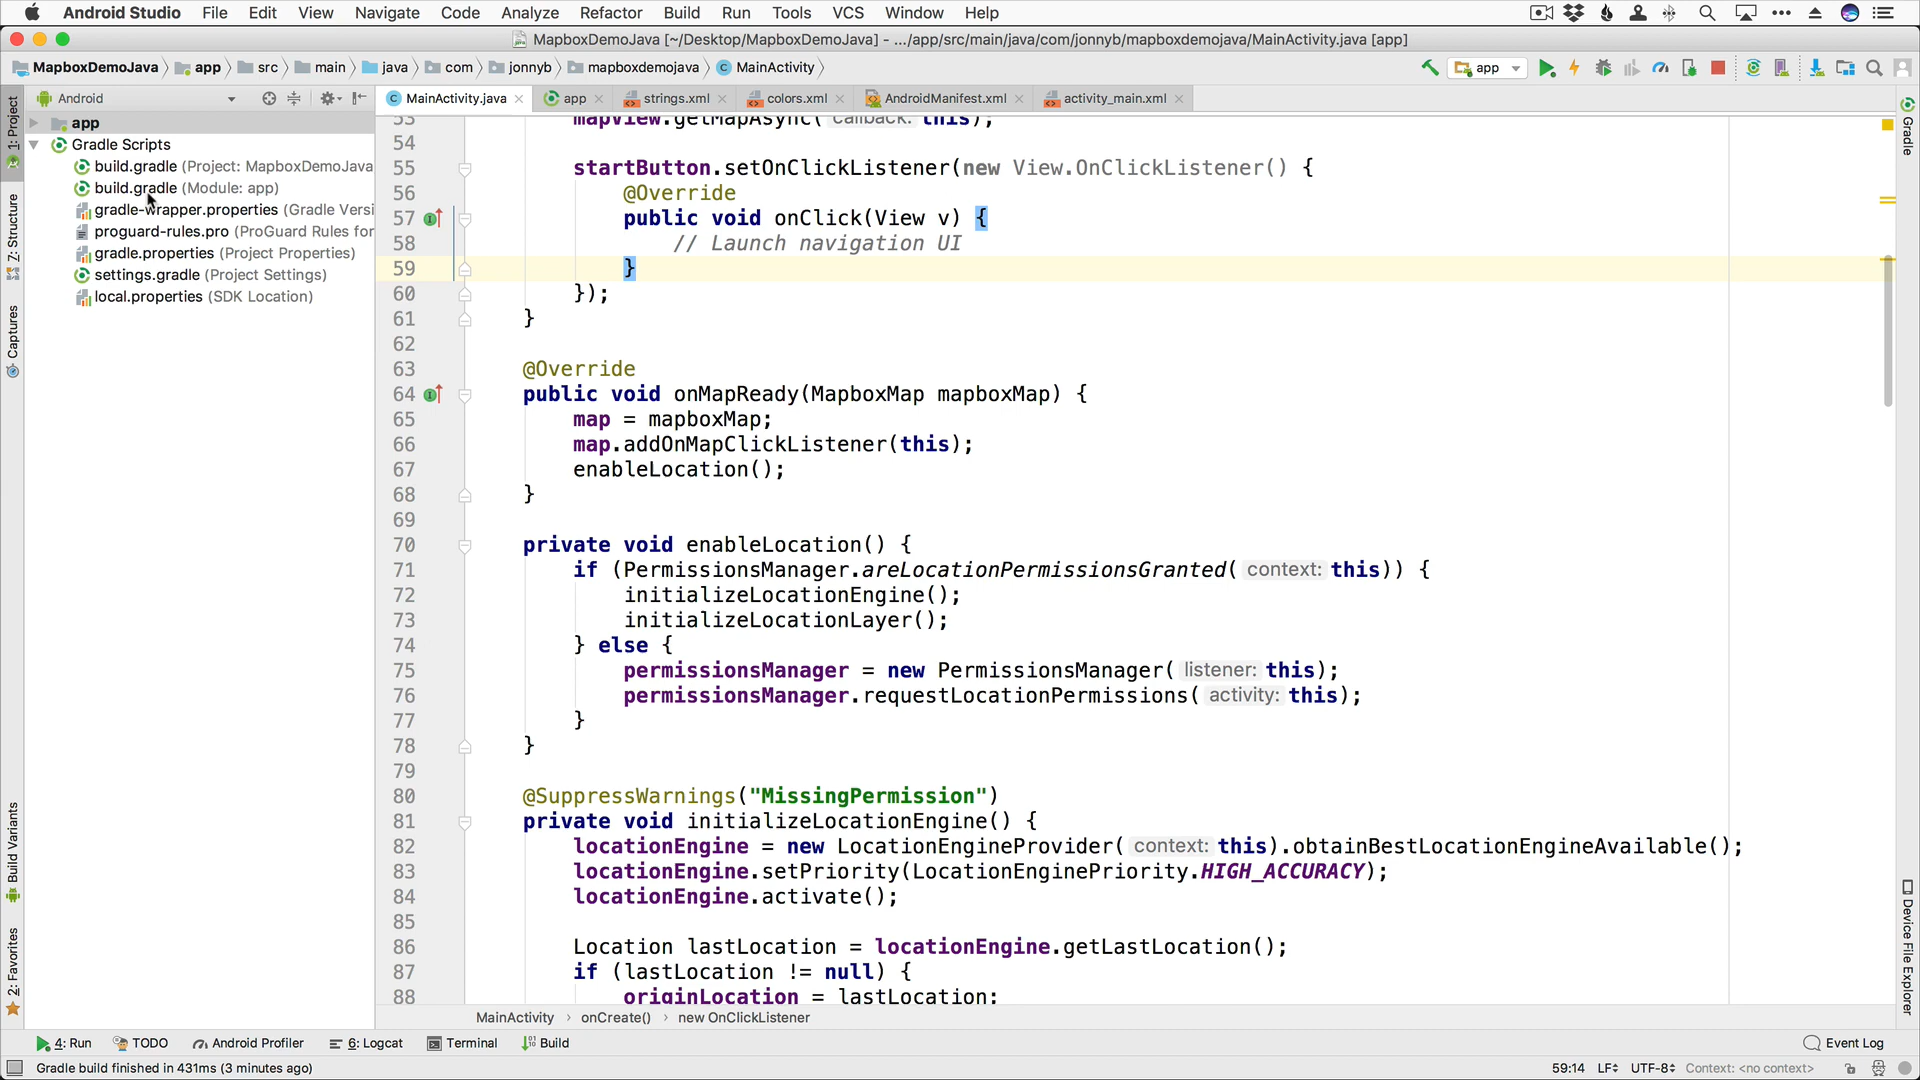 Android Studio File Edit View Navigate Code Analyze Refactor Build Run Tools VCS Window Help
MapboxDemoJava [~/Desktop/MapboxDemoJava] - .../app/src/main/java/com/jonnyb/mapboxdemojava/MainActivity.java [app]
MapboxDemoJava app src main java com jonnyb mapboxdemojava MainActivity app
Android MainActivity.java app strings.xml colors.xml AndroidManifest.xml activity_main.xml
1: Project
Z: Structure
Captures
Build Variants
2: Favorites
app
Gradle Scripts
build.gradle (Project: MapboxDemoJava
build.gradle (Module: app)
gradle-wrapper.properties (Gradle Versi
proguard-rules.pro (ProGuard Rules for
gradle.properties (Project Properties)
settings.gradle (Project Settings)
local.properties (SDK Location)
53 mapView.getMapAsync( callback: this);
54
55 startButton.setOnClickListener(new View.OnClickListener() {
56 @Override
57 public void onClick(View v) {
58 // Launch navigation UI
59 }
60 });
61 }
62
63 @Override
64 public void onMapReady(MapboxMap mapboxMap) {
65 map = mapboxMap;
66 map.addOnMapClickListener(this);
67 enableLocation();
68 }
69
70 private void enableLocation() {
71 if (PermissionsManager.areLocationPermissionsGranted( context: this)) {
72 initializeLocationEngine();
73 initializeLocationLayer();
74 } else {
75 permissionsManager = new PermissionsManager( listener: this);
76 permissionsManager.requestLocationPermissions( activity: this);
77 }
78 }
79
80 @SuppressWarnings("MissingPermission")
81 private void initializeLocationEngine() {
82 locationEngine = new LocationEngineProvider( context: this).obtainBestLocationEngineAvailable();
83 locationEngine.setPriority(LocationEnginePriority.HIGH_ACCURACY);
84 locationEngine.activate();
85
86 Location lastLocation = locationEngine.getLastLocation();
87 if (lastLocation != null) {
88 originLocation = lastLocation;
Gradle
Device File Explorer
MainActivity › onCreate() › new OnClickListener
4: Run TODO Android Profiler 6: Logcat Terminal Build Event Log
Gradle build finished in 431ms (3 minutes ago) 59:14 LF UTF-8 Context: <no context>